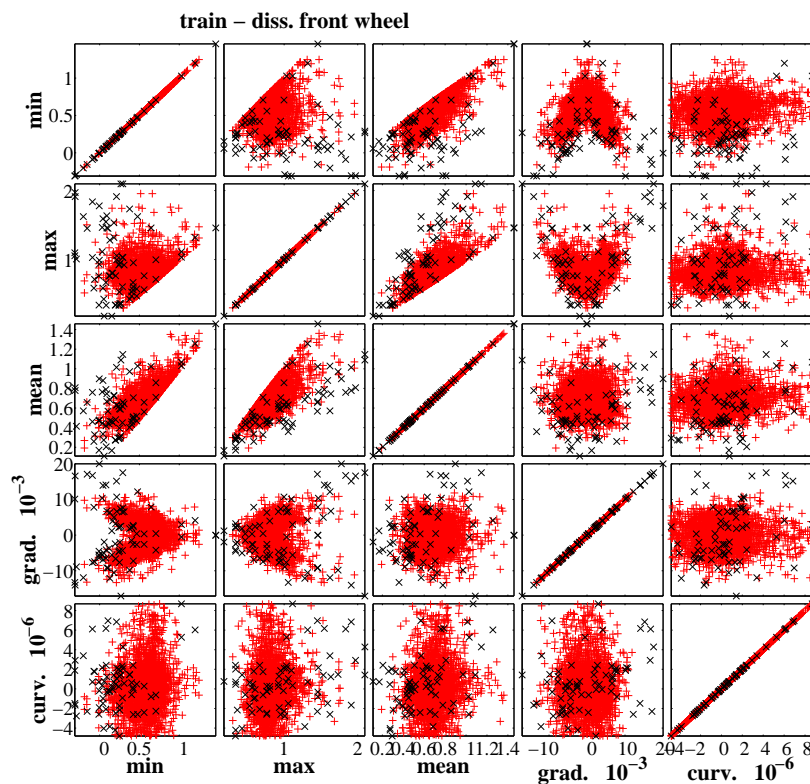 train − diss. front wheel
min
1
0.5
0
max
2
1
mean
1.4
1.2
1
0.8
0.6
0.4
0.2
grad. 10⁻³
20
10
0
−10
curv. 10⁻⁶
8
6
4
2
0
−2
−4
0 0.5 1
1 2
0.2 0.4 0.6 0.8 1 1.2 1.4
−10 0 10 20
−4 −2 0 2 4 6 8
min max mean grad. 10⁻³ curv. 10⁻⁶